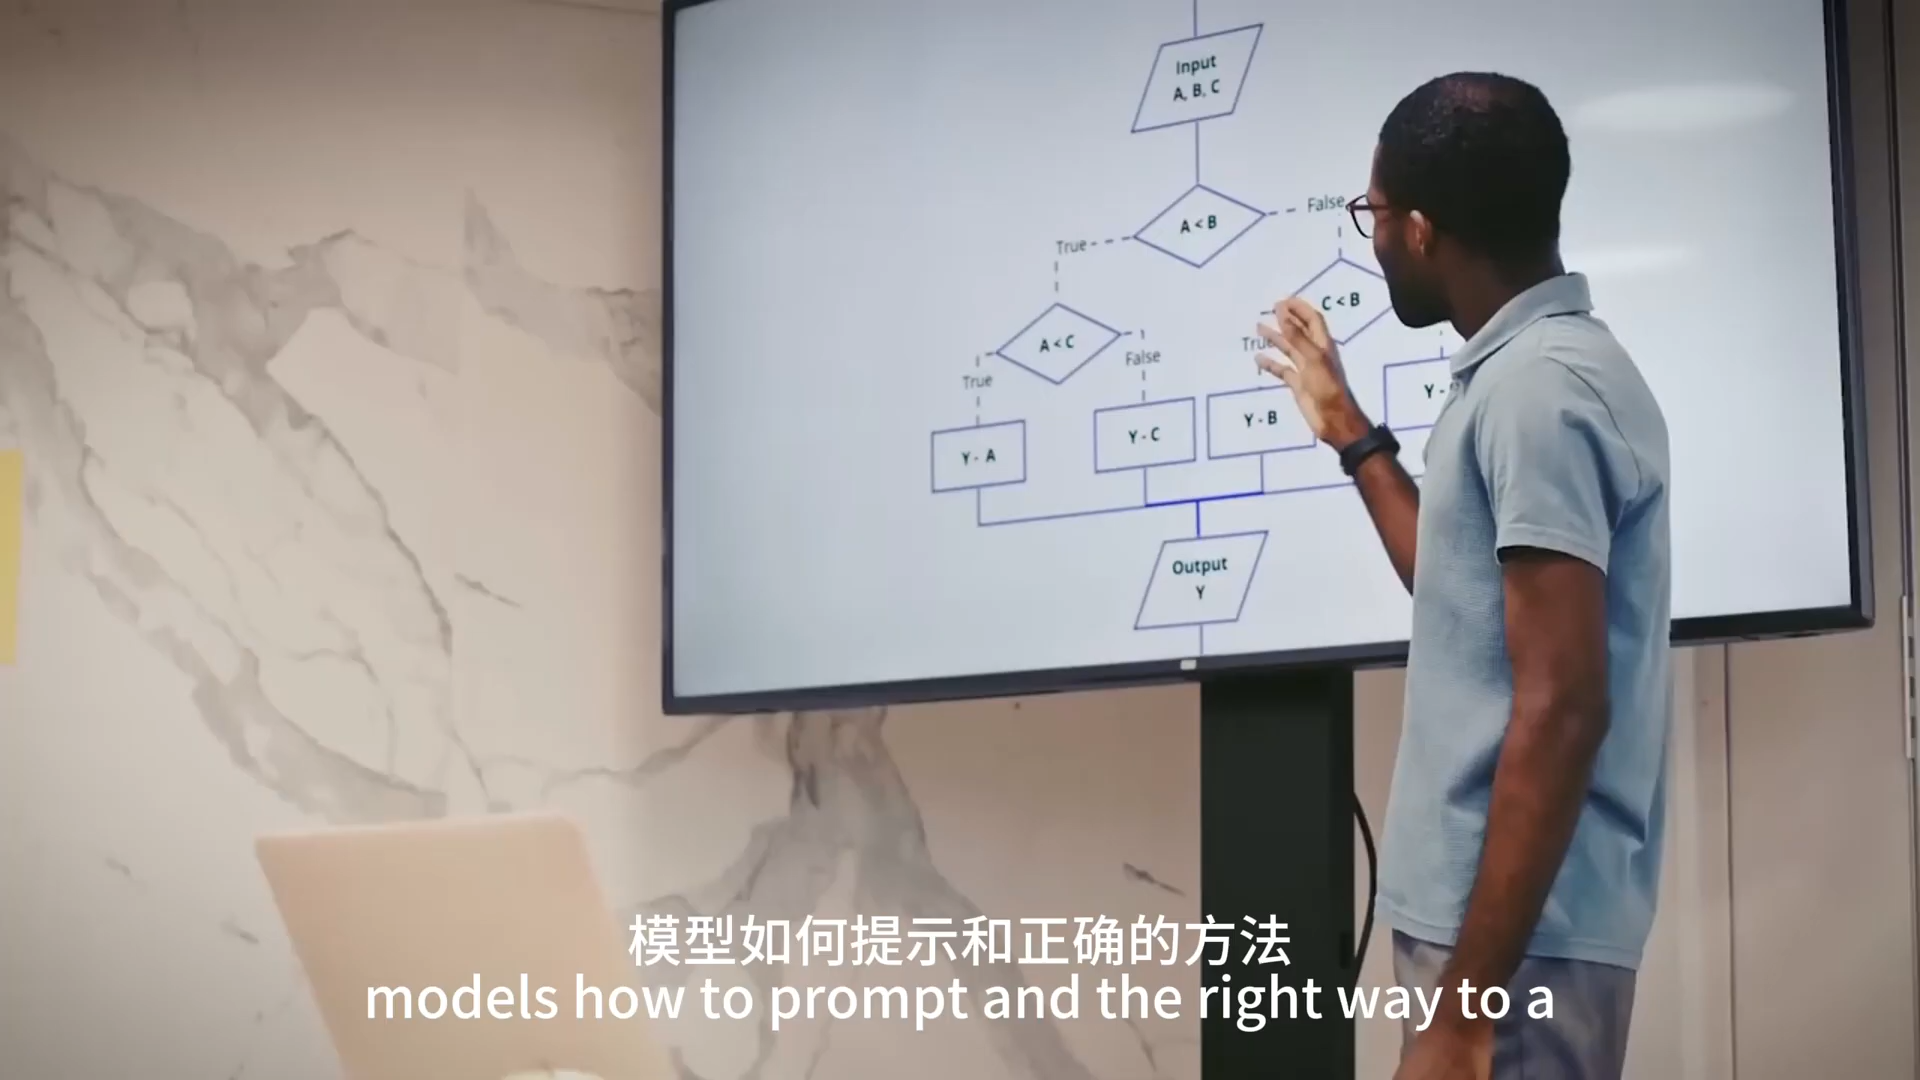 Input
A, B, C
A < B
False
True
C < B
A < C
True
False
True
Y - A
Y - C
Y - B
Y -
Output
Y
模型如何提示和正确的方法
models how to prompt and the right way to a